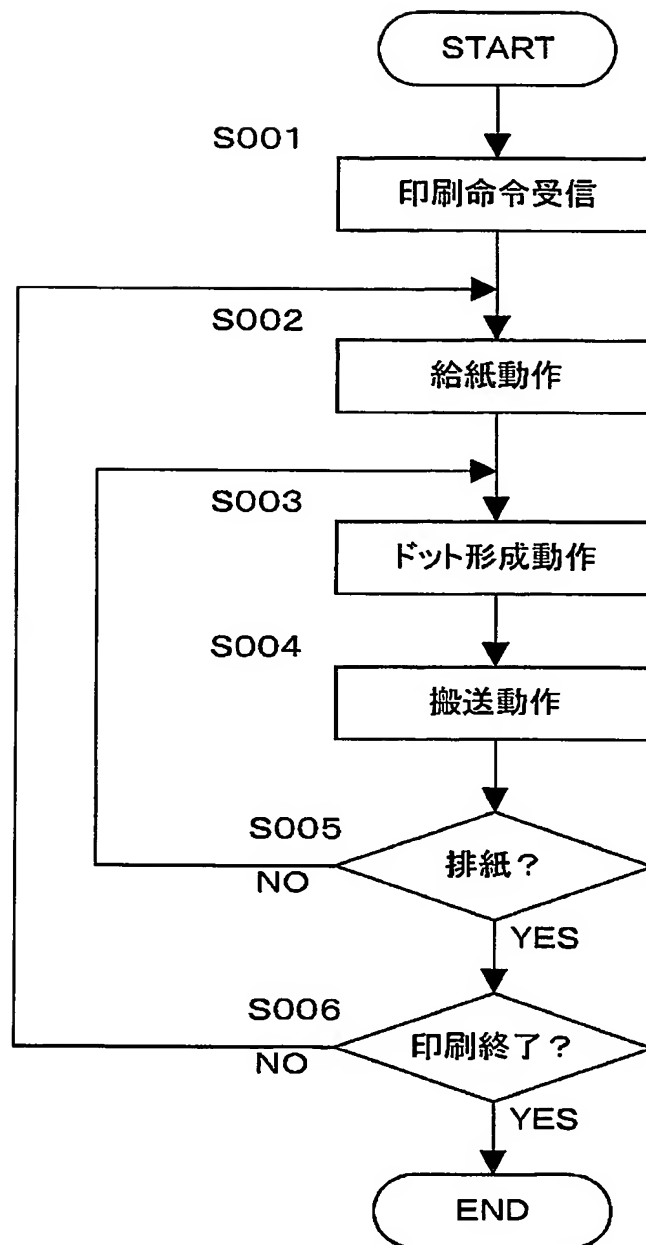 START
S001
印刷命令受信
S002
給紙動作
S003
ドット形成動作
S004
搬送動作
S005
排紙?
NO
YES
S006
印刷終了?
NO
YES
END